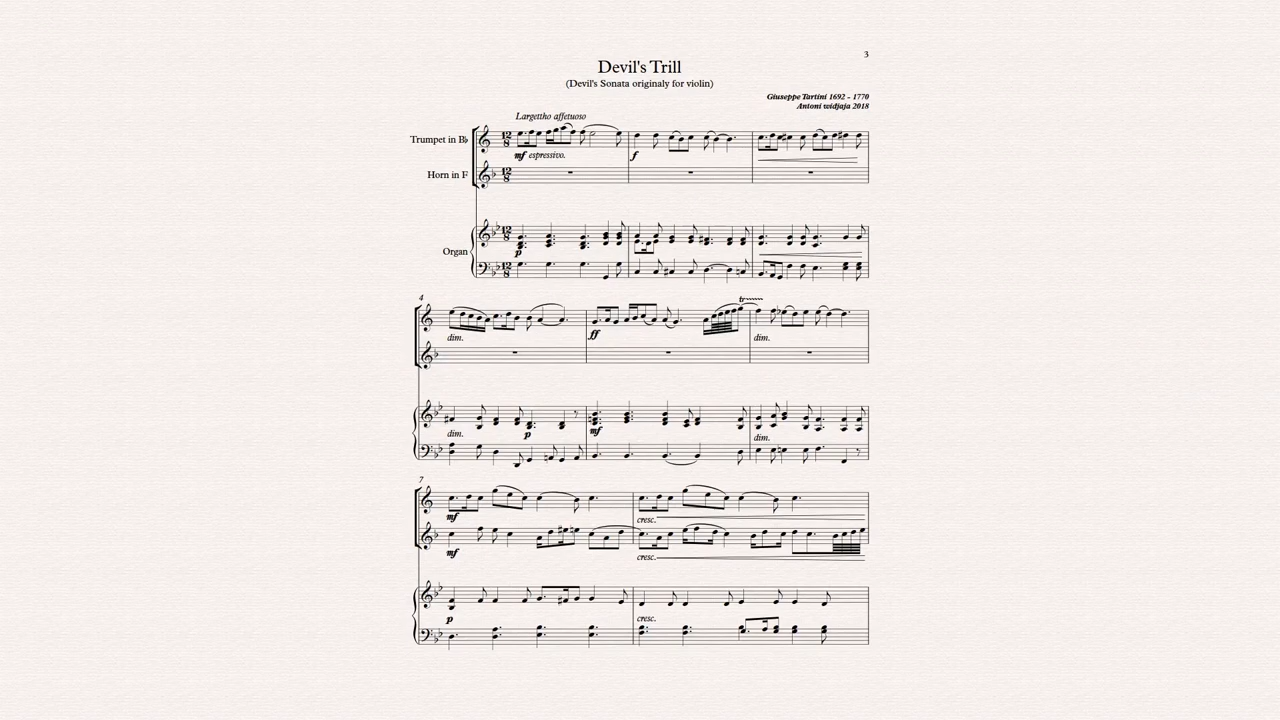 3
Devil's Trill
(Devil's Sonata originaly for violin)
Giuseppe Tartini 1692 - 1770
Antoni widjaja 2018
Largettho affetuoso
Trumpet in B♭
mf espressivo.
f
Horn in F
Organ
p
4
tr
dim.
ff
dim.
dim.
p
mf
dim.
7
mf
cresc.
mf
cresc.
p
cresc.